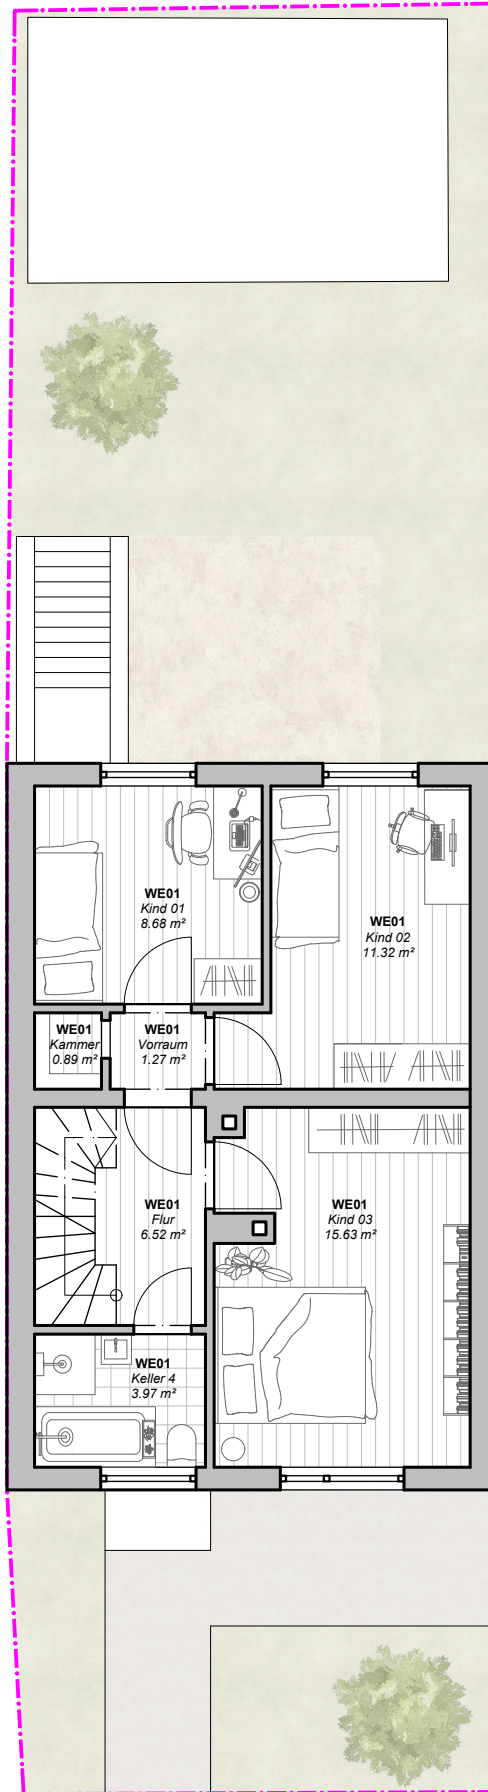 WE01
Kind 01
8.68 m²
WE01
Kind 02
11.32 m²
WE01
Kammer
0.89 m²
WE01
Vorraum
1.27 m²
WE01
Flur
6.52 m²
WE01
Kind 03
15.63 m²
WE01
Keller 4
3.97 m²